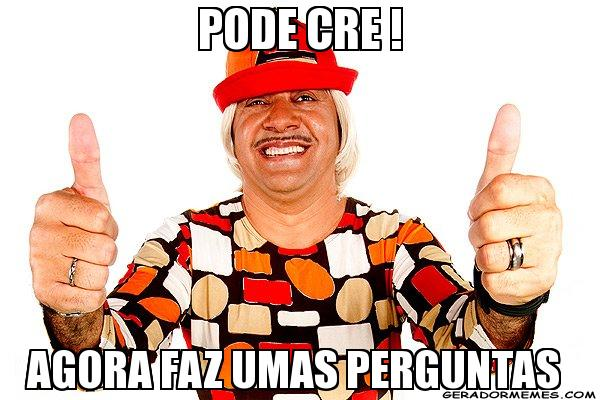 PODE CRE !
AGORA FAZ UMAS PERGUNTAS
GERADORMEMES.COM